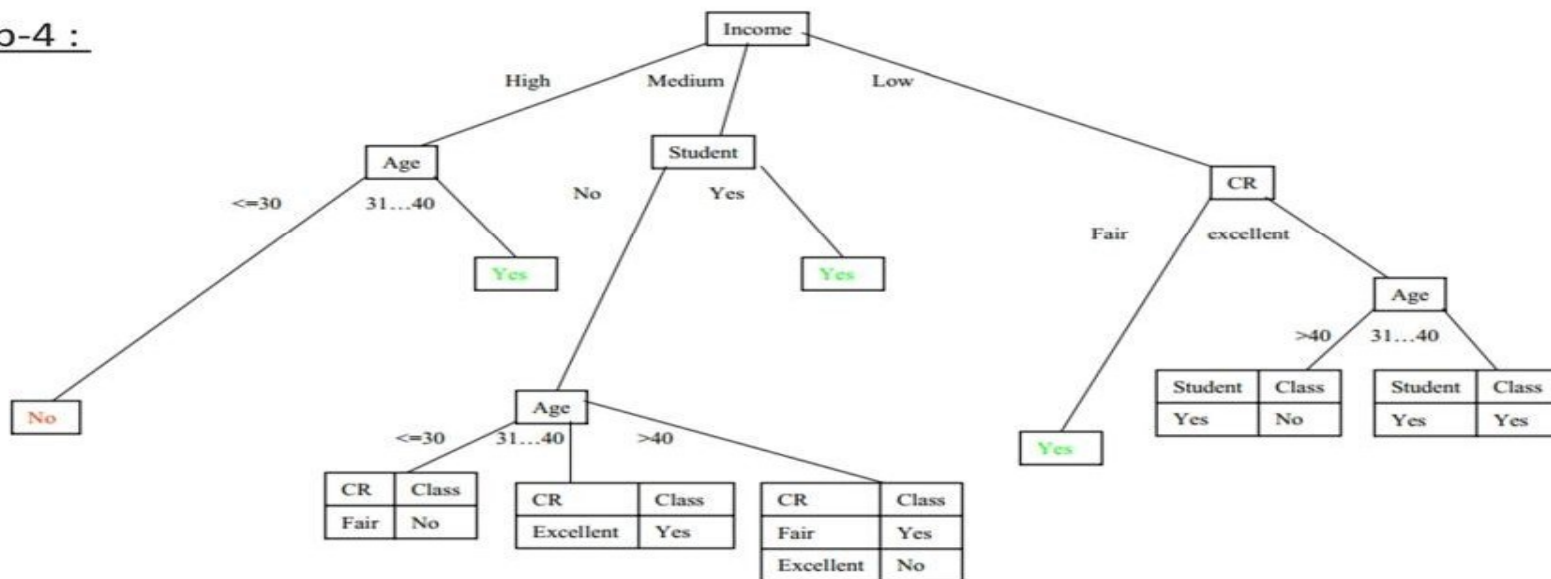 p-4 :
Income
High Medium Low
Age Student CR
<=30 31...40 No Yes
Fair excellent
Yes Yes Age
>40 31...40
No
Age
Student Class Student Class
Yes No Yes Yes
<=30 31...40 >40
Yes
CR Class CR Class CR Class
Fair No Excellent Yes Fair Yes
Excellent No